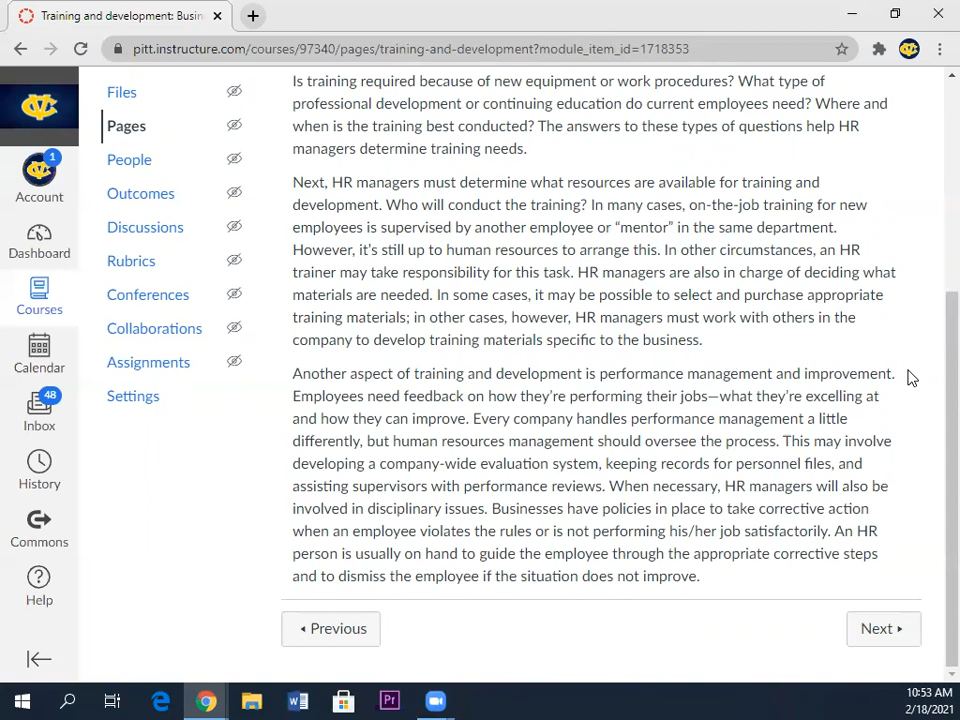 Training and development: Busin
pitt.instructure.com/courses/97340/pages/training-and-development?module_item_id=1718353
VC
1
Account
Dashboard
Courses
Calendar
48
Inbox
History
Commons
?
Help
Files
Pages
People
Outcomes
Discussions
Rubrics
Conferences
Collaborations
Assignments
Settings
Is training required because of new equipment or work procedures? What type of
professional development or continuing education do current employees need? Where and
when is the training best conducted? The answers to these types of questions help HR
managers determine training needs.
Next, HR managers must determine what resources are available for training and
development. Who will conduct the training? In many cases, on-the-job training for new
employees is supervised by another employee or “mentor” in the same department.
However, it’s still up to human resources to arrange this. In other circumstances, an HR
trainer may take responsibility for this task. HR managers are also in charge of deciding what
materials are needed. In some cases, it may be possible to select and purchase appropriate
training materials; in other cases, however, HR managers must work with others in the
company to develop training materials specific to the business.
Another aspect of training and development is performance management and improvement.
Employees need feedback on how they’re performing their jobs—what they’re excelling at
and how they can improve. Every company handles performance management a little
differently, but human resources management should oversee the process. This may involve
developing a company-wide evaluation system, keeping records for personnel files, and
assisting supervisors with performance reviews. When necessary, HR managers will also be
involved in disciplinary issues. Businesses have policies in place to take corrective action
when an employee violates the rules or is not performing his/her job satisfactorily. An HR
person is usually on hand to guide the employee through the appropriate corrective steps
and to dismiss the employee if the situation does not improve.
Previous
Next
W
Pr
10:53 AM
2/18/2021